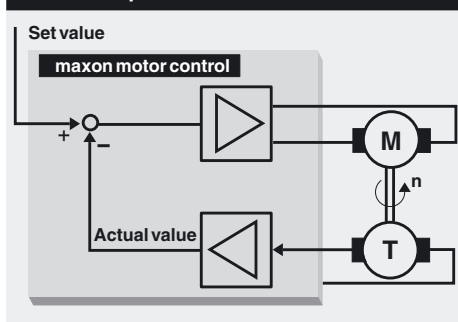 Set value
maxon motor control
+
−
M
n
Actual value
T